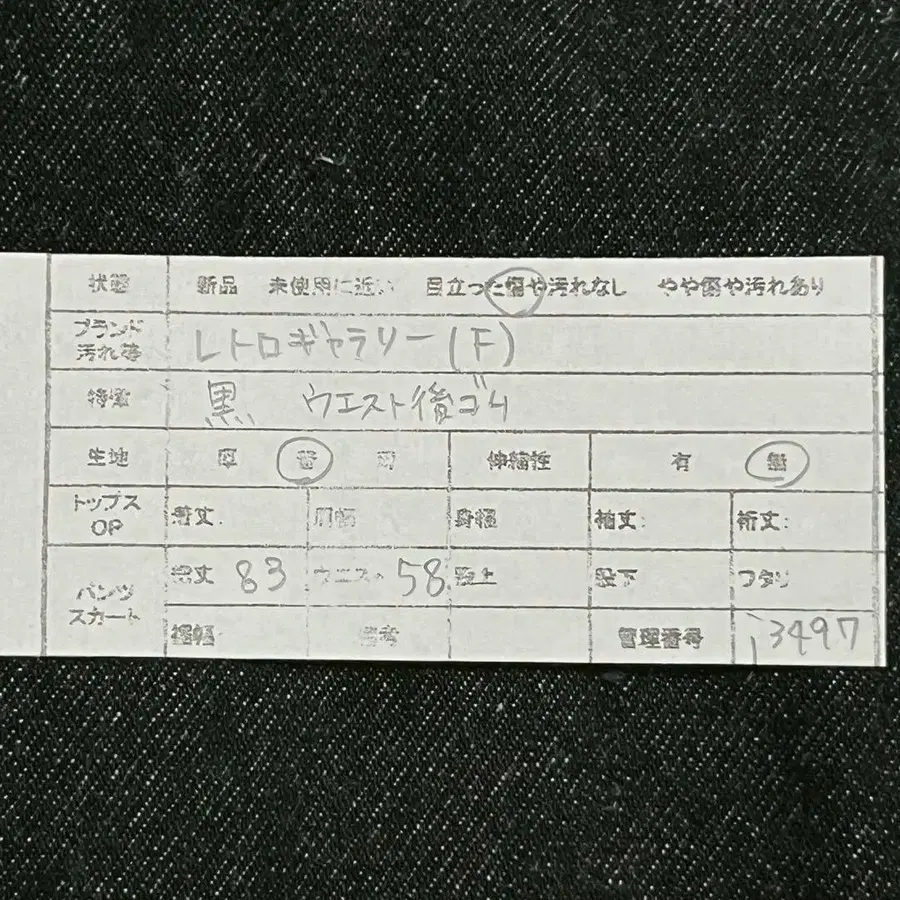 状態 新品 未使用に近い 目立った傷や汚れなし やや傷や汚れあり
ブランド
汚れ等 レトロギャラリー(F)
特徴 黒 ウエスト後ゴム
生地 厚 普 薄 伸縮性 有 無
トップス
OP 着丈: 肩幅 身幅 袖丈: 裄丈:
パンツ
スカート 総丈 83 ウエスト 58 股上 股下 ワタリ
裾幅 備考 管理番号 13497